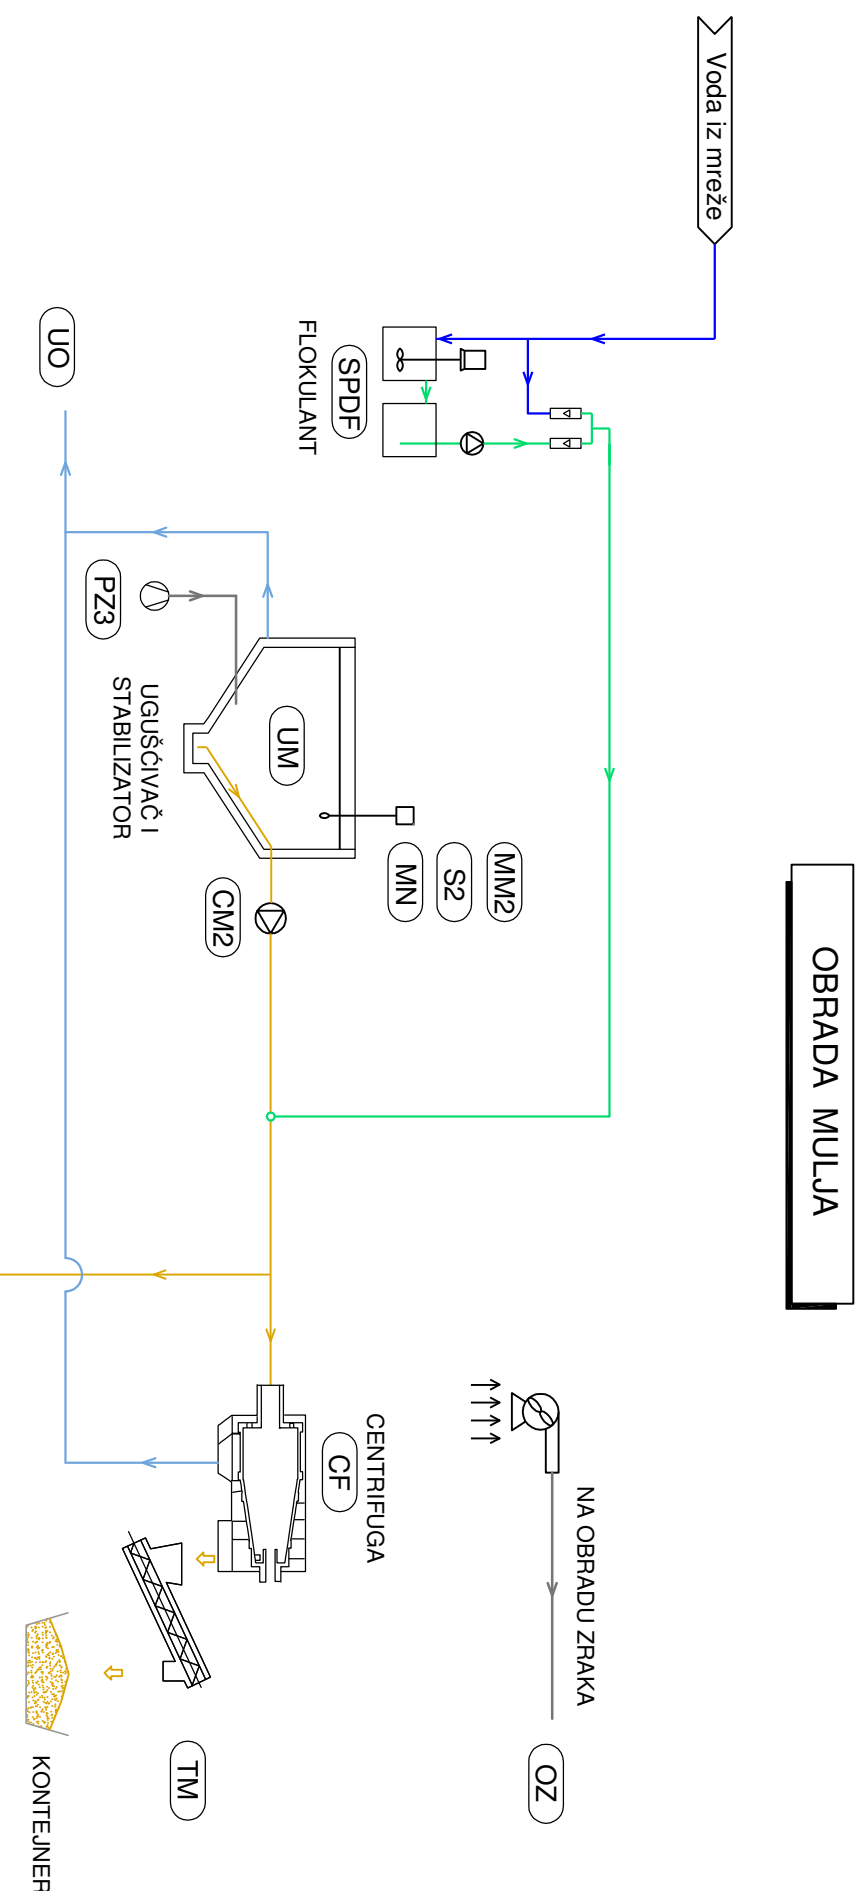 OBRADA MULJA
Voda iz mreže
SPDF
FLOKULANT
UO
PZ3
UGUŠĆIVAČ I
STABILIZATOR
UM
MM2
S2
MN
CM2
CENTRIFUGA
CF
NA OBRADU ZRAKA
OZ
TM
KONTEJNER